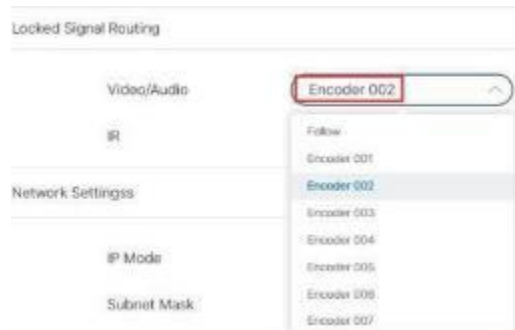 Locked Signal Routing
Video/Audio
Encoder 002
IR
Follow
Encoder 001
Encoder 002
Network Settingss
Encoder 003
Encoder 004
IP Mode
Encoder 005
Encoder 006
Subnet Mask
Encoder 007